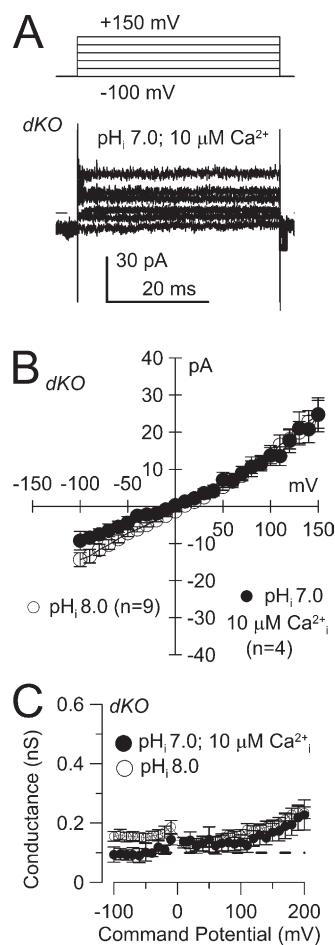 A
+150 mV
-100 mV
dKO
pHi 7.0; 10 μM Ca2+
30 pA
20 ms
B
dKO
40
pA
30
20
10
-150
-100
-50
mV
50
100
150
-10
-20
-30
-40
pHi 8.0 (n=9)
pHi 7.0
10 μM Ca2+i
(n=4)
C
dKO
0.6
pHi 7.0; 10 μM Ca2+i
pHi 8.0
0.4
0.2
0
Conductance (nS)
-100
0
100
200
Command Potential (mV)